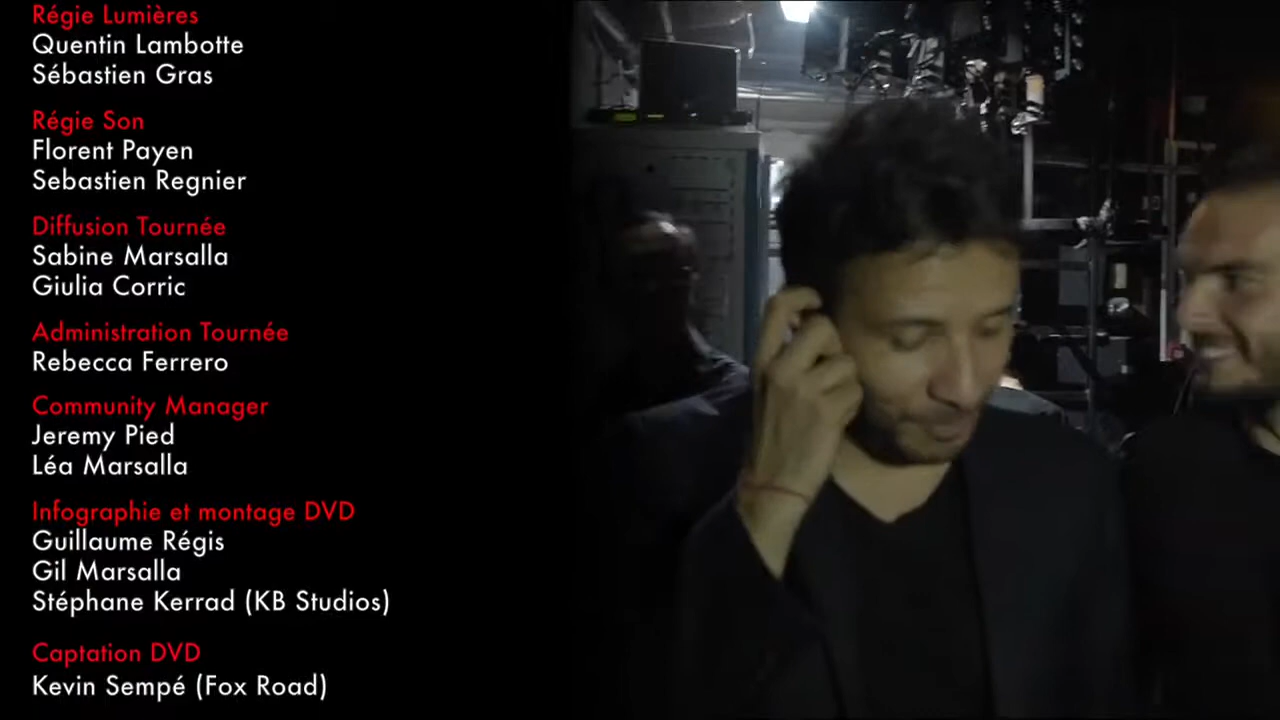 Régie Lumières
Quentin Lambotte
Sébastien Gras
Régie Son
Florent Payen
Sebastien Regnier
Diffusion Tournée
Sabine Marsalla
Giulia Corric
Administration Tournée
Rebecca Ferrero
Community Manager
Jeremy Pied
Léa Marsalla
Infographie et montage DVD
Guillaume Régis
Gil Marsalla
Stéphane Kerrad (KB Studios)
Captation DVD
Kevin Sempé (Fox Road)